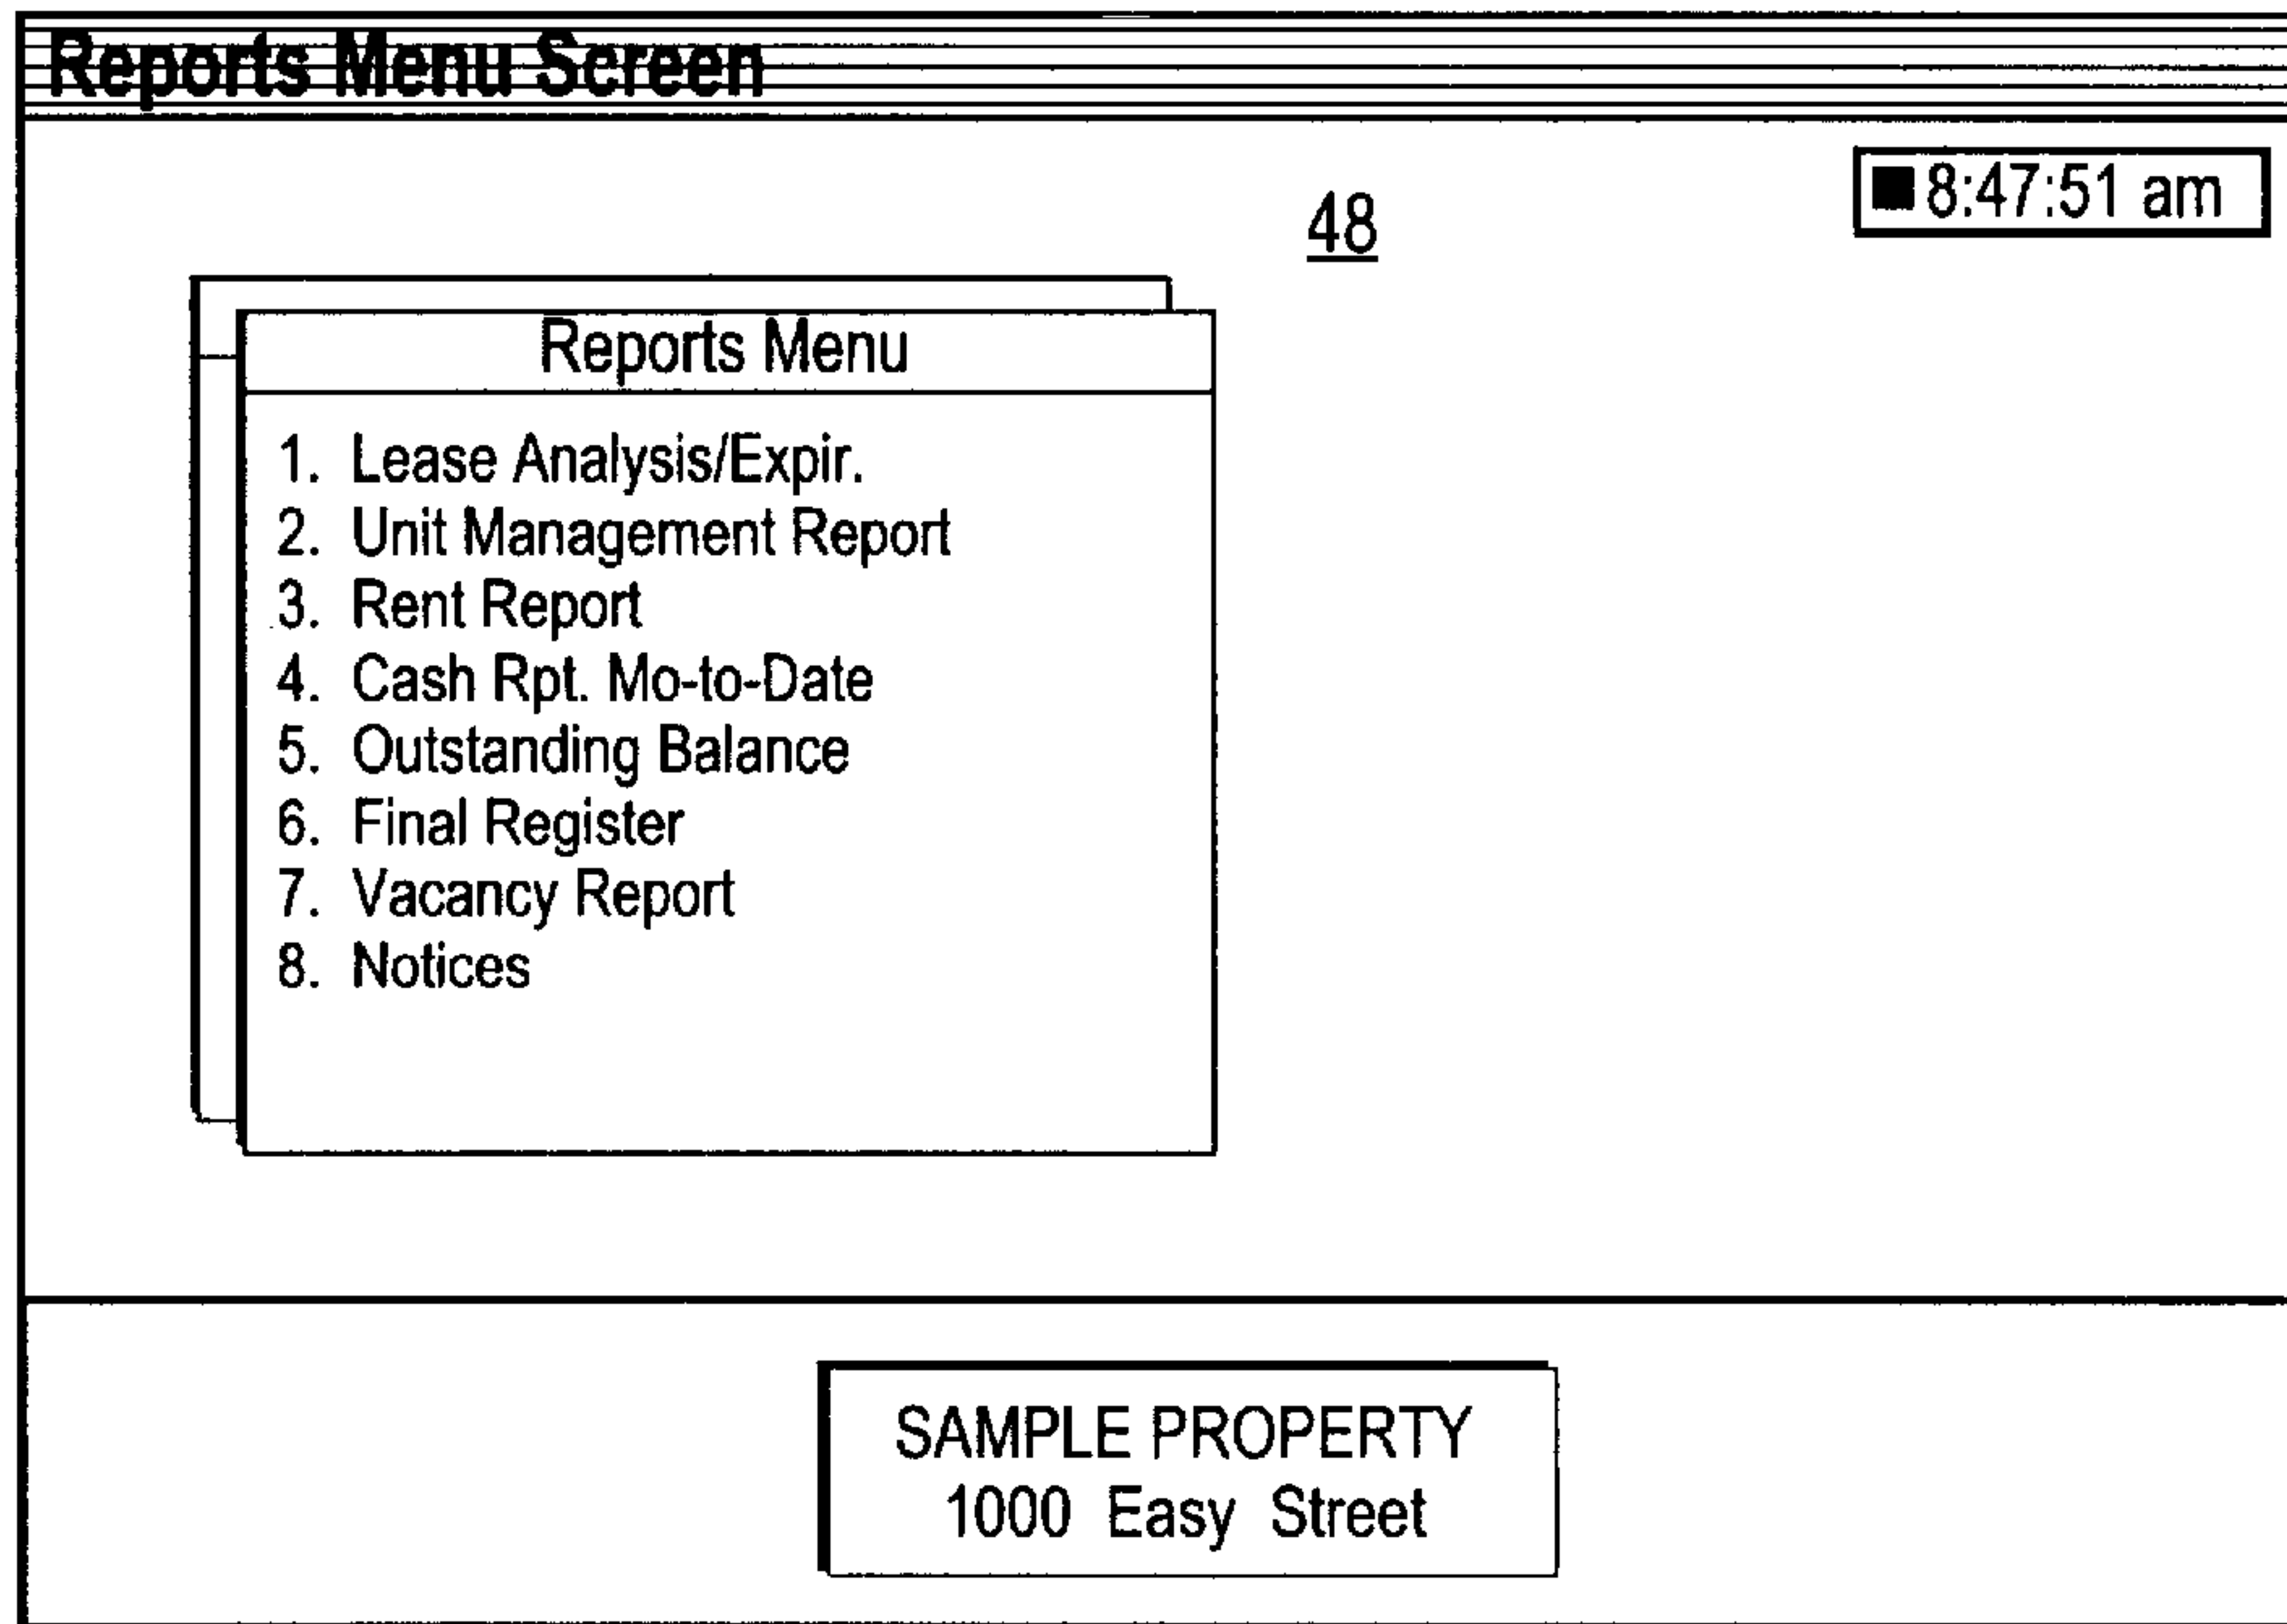 Reports Menu Screen
8:47:51 am
48
Reports Menu
1. Lease Analysis/Expir.
2. Unit Management Report
3. Rent Report
4. Cash Rpt. Mo-to-Date
5. Outstanding Balance
6. Final Register
7. Vacancy Report
8. Notices
SAMPLE PROPERTY
1000 Easy Street